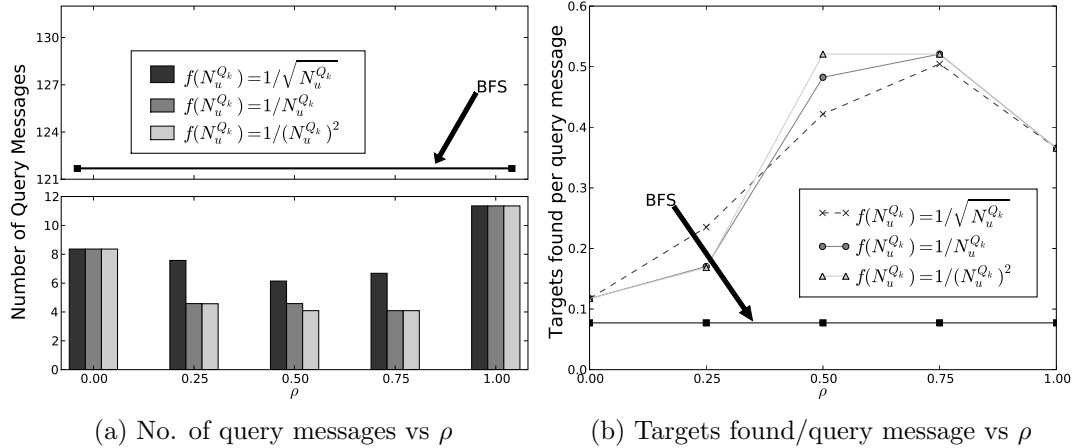 Number of Query Messages
132
130
127
124
121
f(N_u^{Q_k})=1/√N_u^{Q_k}
f(N_u^{Q_k})=1/N_u^{Q_k}
f(N_u^{Q_k})=1/(N_u^{Q_k})^2
BFS
12
10
8
6
4
2
0
0.00 0.25 0.50 0.75 1.00
ρ
(a) No. of query messages vs ρ
Targets found per query message
0.6
0.5
0.4
0.3
0.2
0.1
0.0
BFS
f(N_u^{Q_k})=1/√N_u^{Q_k}
f(N_u^{Q_k})=1/N_u^{Q_k}
f(N_u^{Q_k})=1/(N_u^{Q_k})^2
0.00 0.25 0.50 0.75 1.00
ρ
(b) Targets found/query message vs ρ